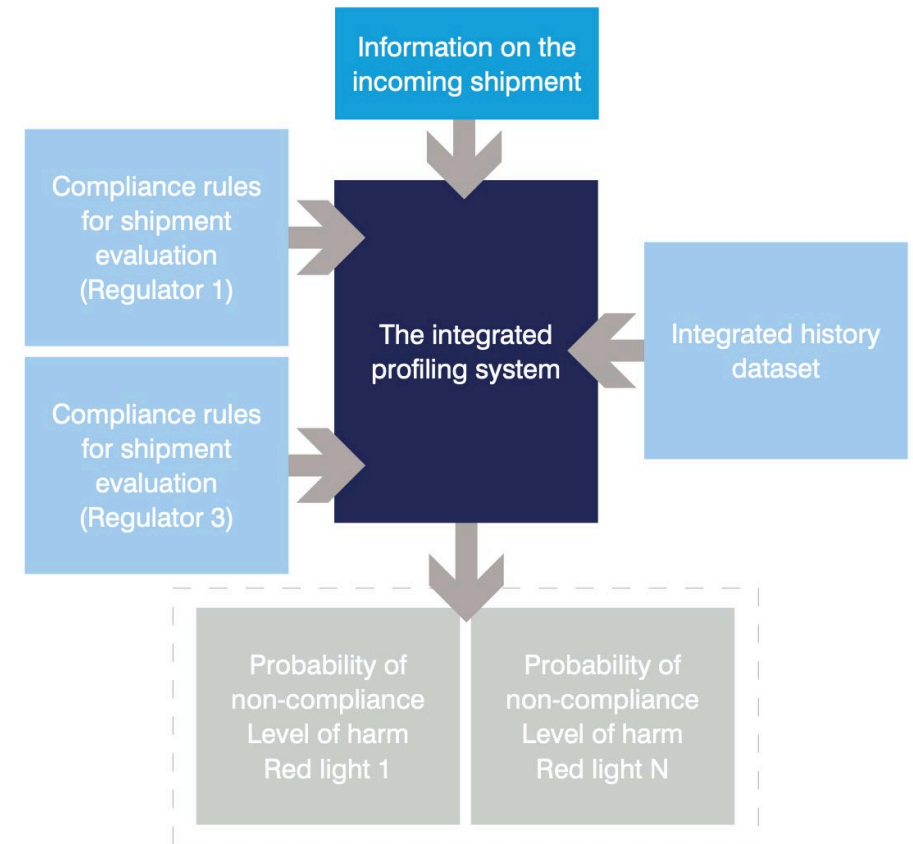 Information on the
incoming shipment
Compliance rules
for shipment
evaluation
(Regulator 1)
The integrated
profiling system
Integrated history
dataset
Compliance rules
for shipment
evaluation
(Regulator 3)
Probability of
non-compliance
Level of harm
Red light 1
Probability of
non-compliance
Level of harm
Red light N